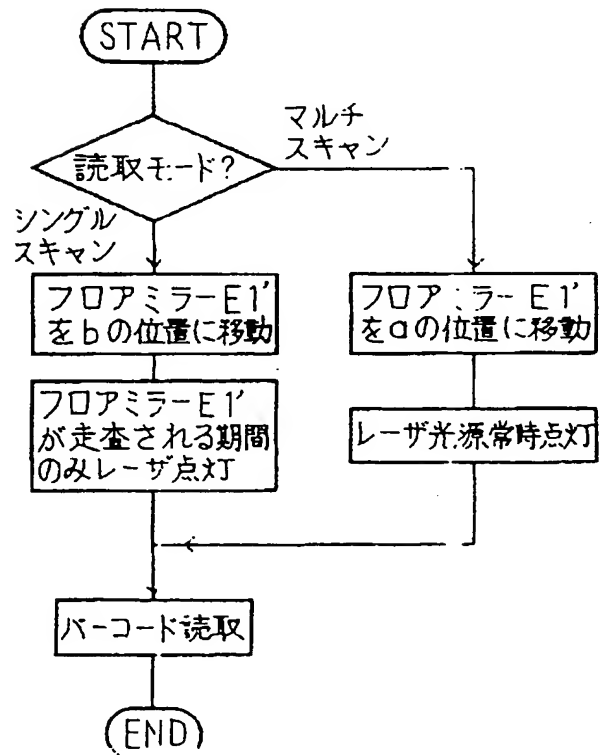 START
読取モード?
マルチ
スキャン
シングル
スキャン
フロアミラーE1'
をbの位置に移動
フロアミラーE1'
をaの位置に移動
フロアミラーE1'
が走査される期間
のみレーザ点灯
レーザ光源常時点灯
バーコード読取
END